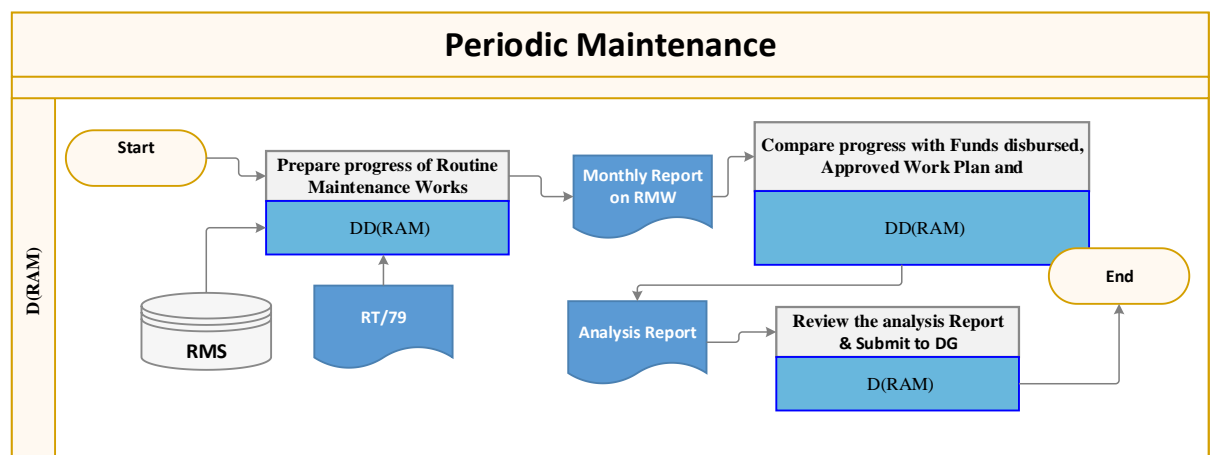 Periodic Maintenance
D(RAM)
Start
Prepare progress of Routine
Maintenance Works
DD(RAM)
RMS
RT/79
Monthly Report
on RMW
Compare progress with Funds disbursed,
Approved Work Plan and
DD(RAM)
Analysis Report
Review the analysis Report
& Submit to DG
D(RAM)
End